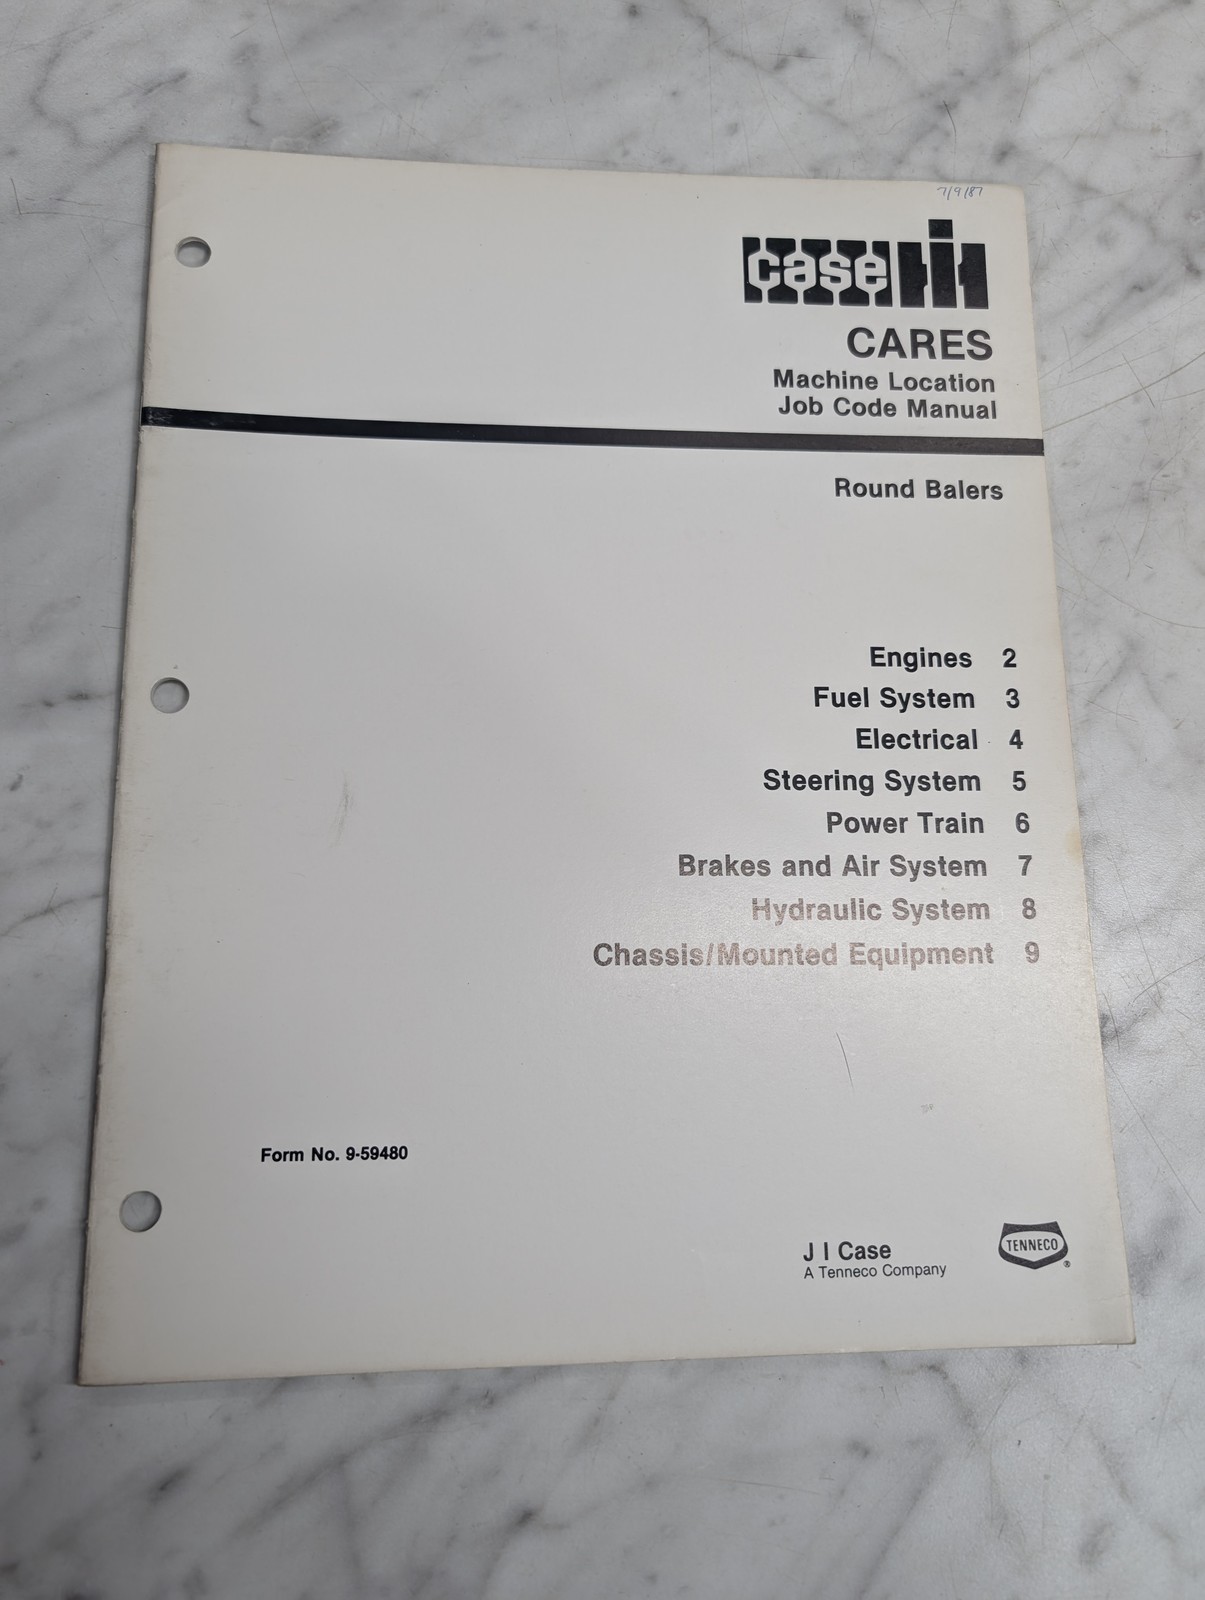 7/9/87
case IH
CARES
Machine Location
Job Code Manual
Round Balers
Engines 2
Fuel System 3
Electrical 4
Steering System 5
Power Train 6
Brakes and Air System 7
Hydraulic System 8
Chassis/Mounted Equipment 9
Form No. 9-59480
J I Case
A Tenneco Company
TENNECO
®